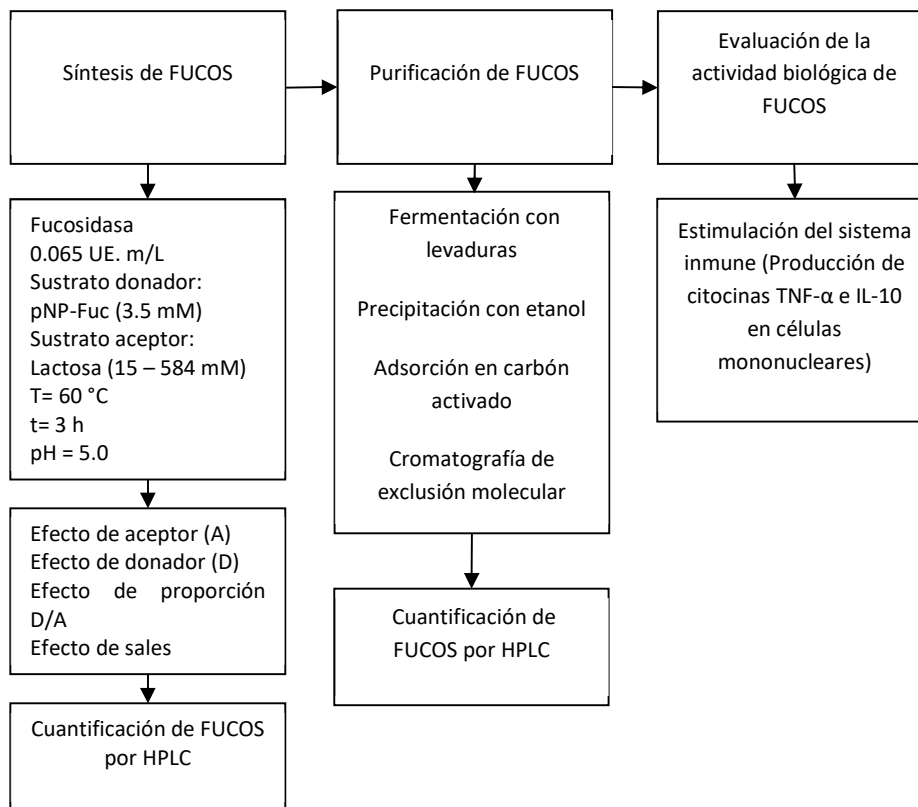 Síntesis de FUCOS
Purificación de FUCOS
Evaluación de la
actividad biológica de
FUCOS
Fucosidasa
0.065 UE. m/L
Sustrato donador:
pNP-Fuc (3.5 mM)
Sustrato aceptor:
Lactosa (15 – 584 mM)
T= 60 °C
t= 3 h
pH = 5.0
Efecto de aceptor (A)
Efecto de donador (D)
Efecto de proporción
D/A
Efecto de sales
Cuantificación de FUCOS
por HPLC
Fermentación con
levaduras
Precipitación con etanol
Adsorción en carbón
activado
Cromatografía de
exclusión molecular
Cuantificación de
FUCOS por HPLC
Estimulación del sistema
inmune (Producción de
citocinas TNF-α e IL-10
en células
mononucleares)